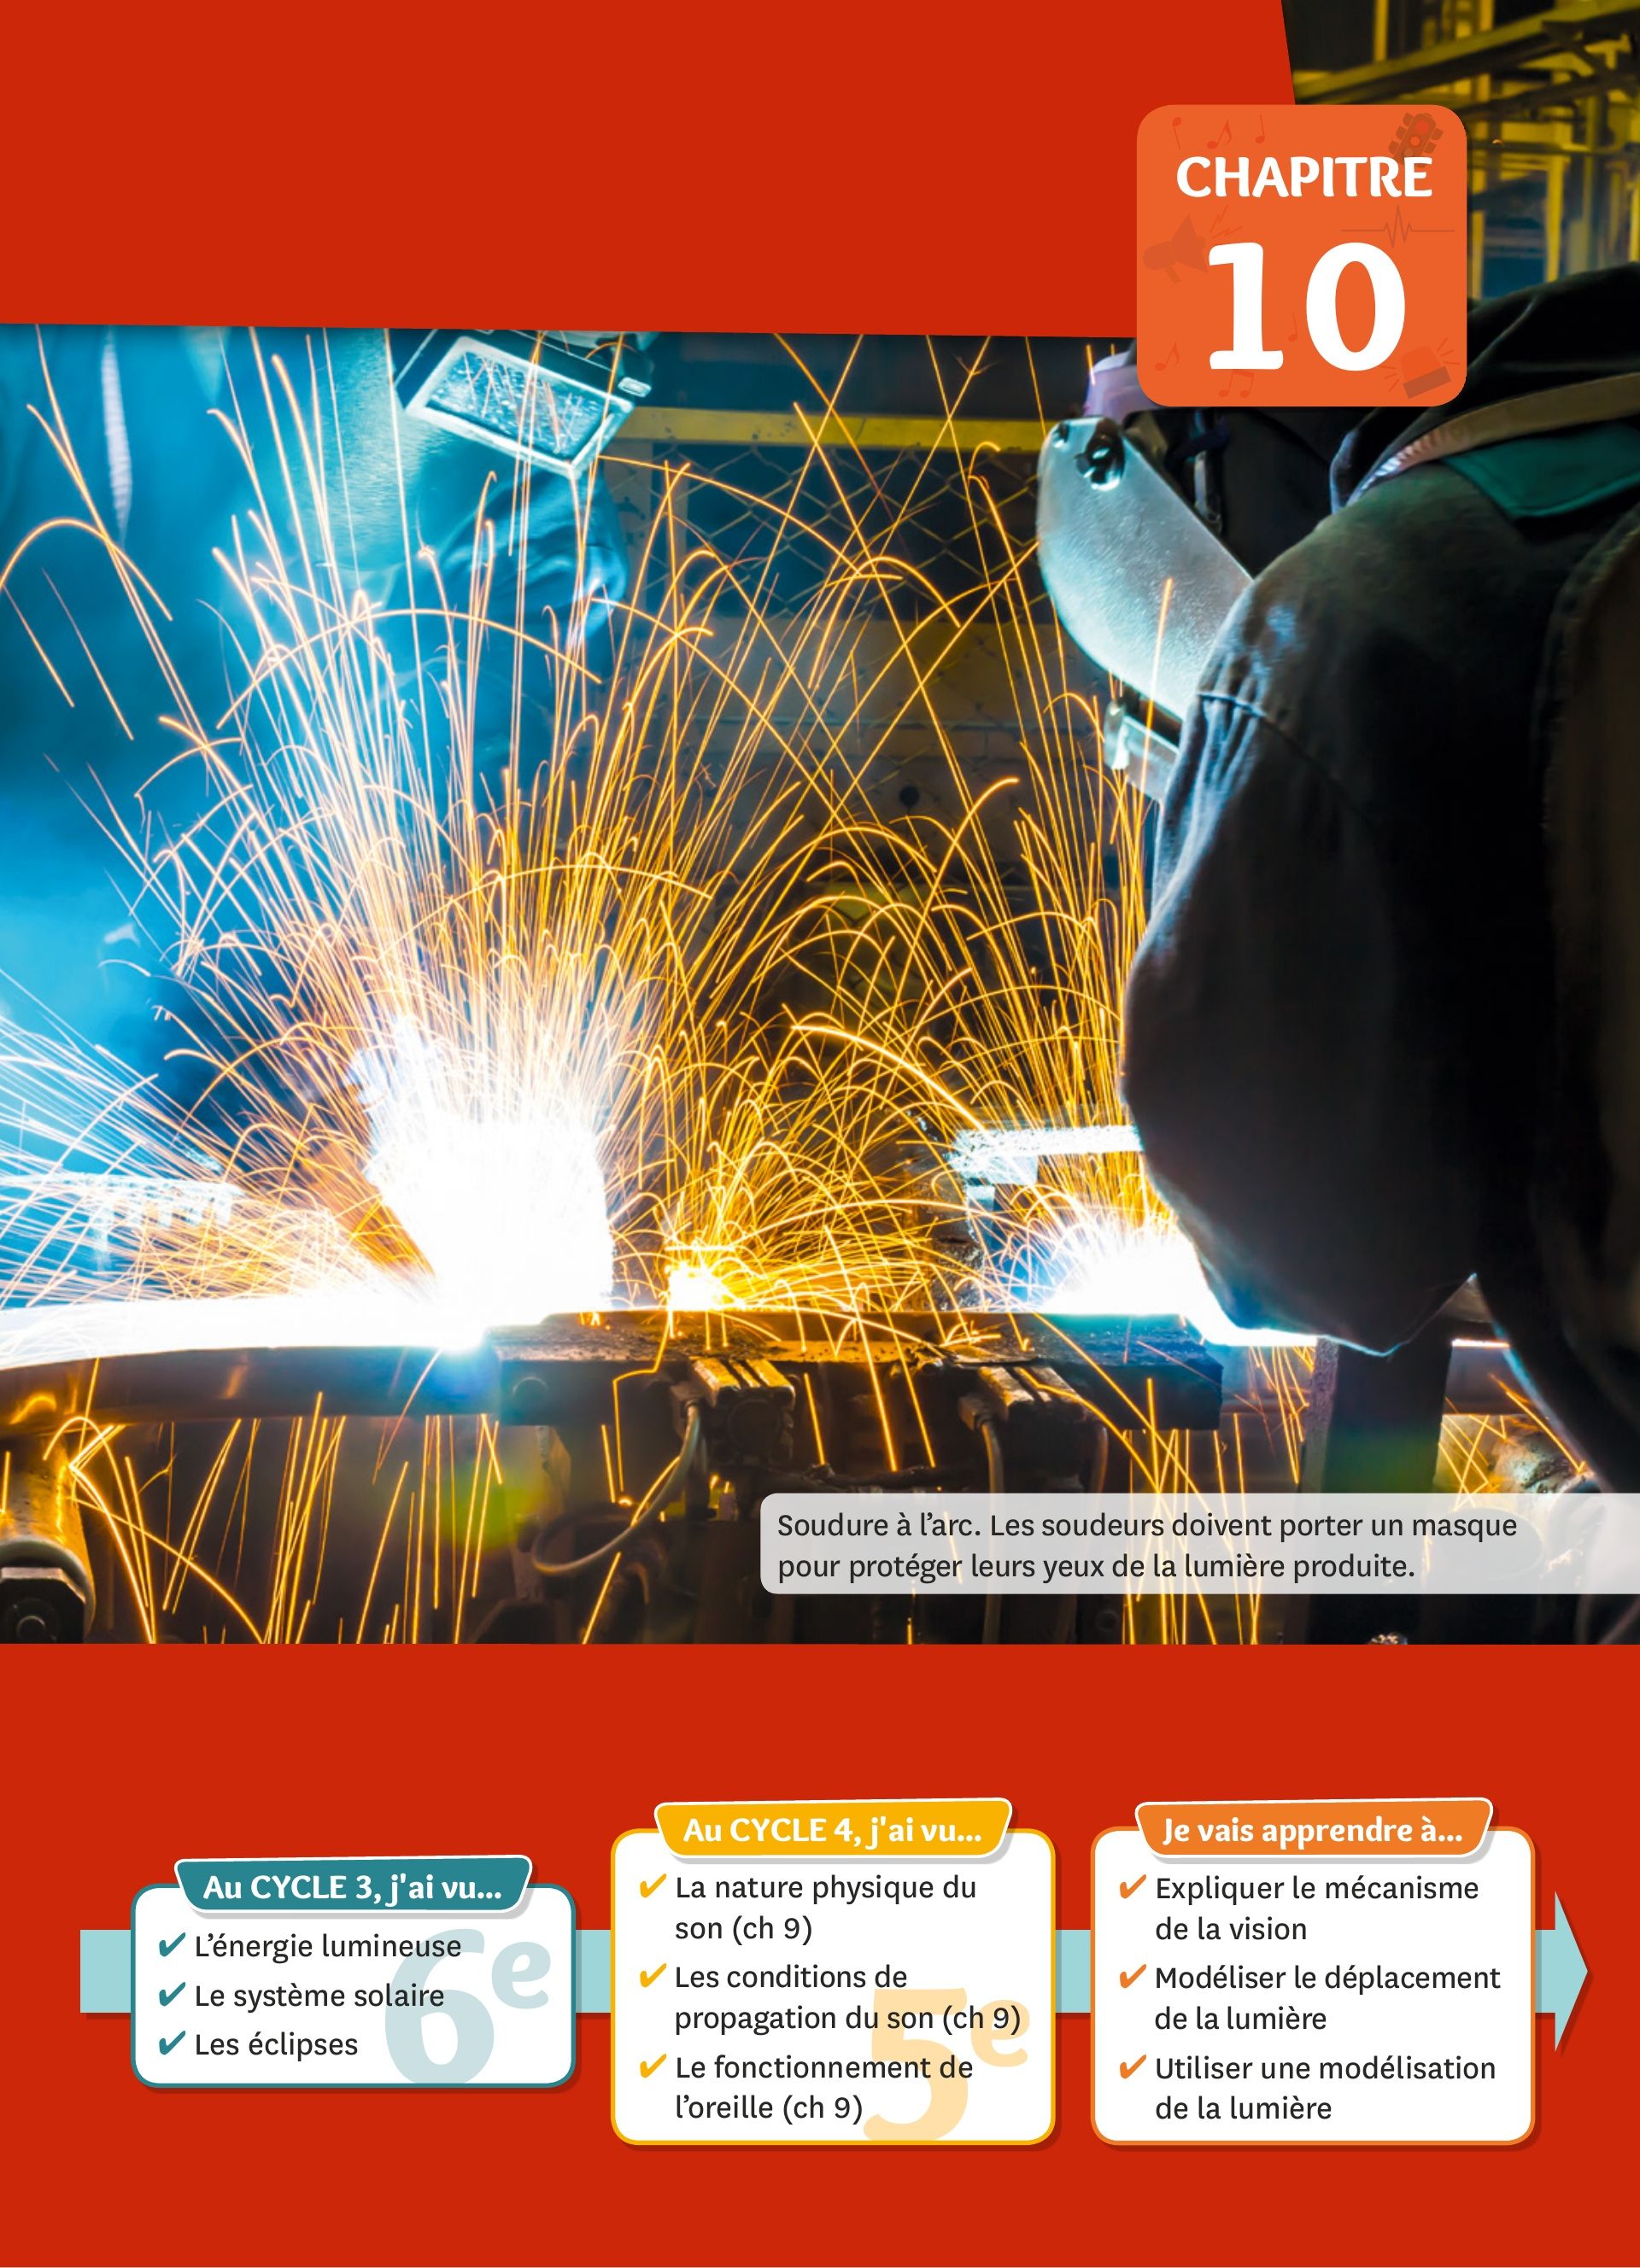 CHAPITRE
10
Soudure à l’arc. Les soudeurs doivent porter un masque
pour protéger leurs yeux de la lumière produite.
Au CYCLE 3, j'ai vu...
✔ L’énergie lumineuse
✔ Le système solaire
✔ Les éclipses
6e
Au CYCLE 4, j'ai vu...
✔ La nature physique du
son (ch 9)
✔ Les conditions de
propagation du son (ch 9)
✔ Le fonctionnement de
l’oreille (ch 9)
5e
Je vais apprendre à...
✔ Expliquer le mécanisme
de la vision
✔ Modéliser le déplacement
de la lumière
✔ Utiliser une modélisation
de la lumière